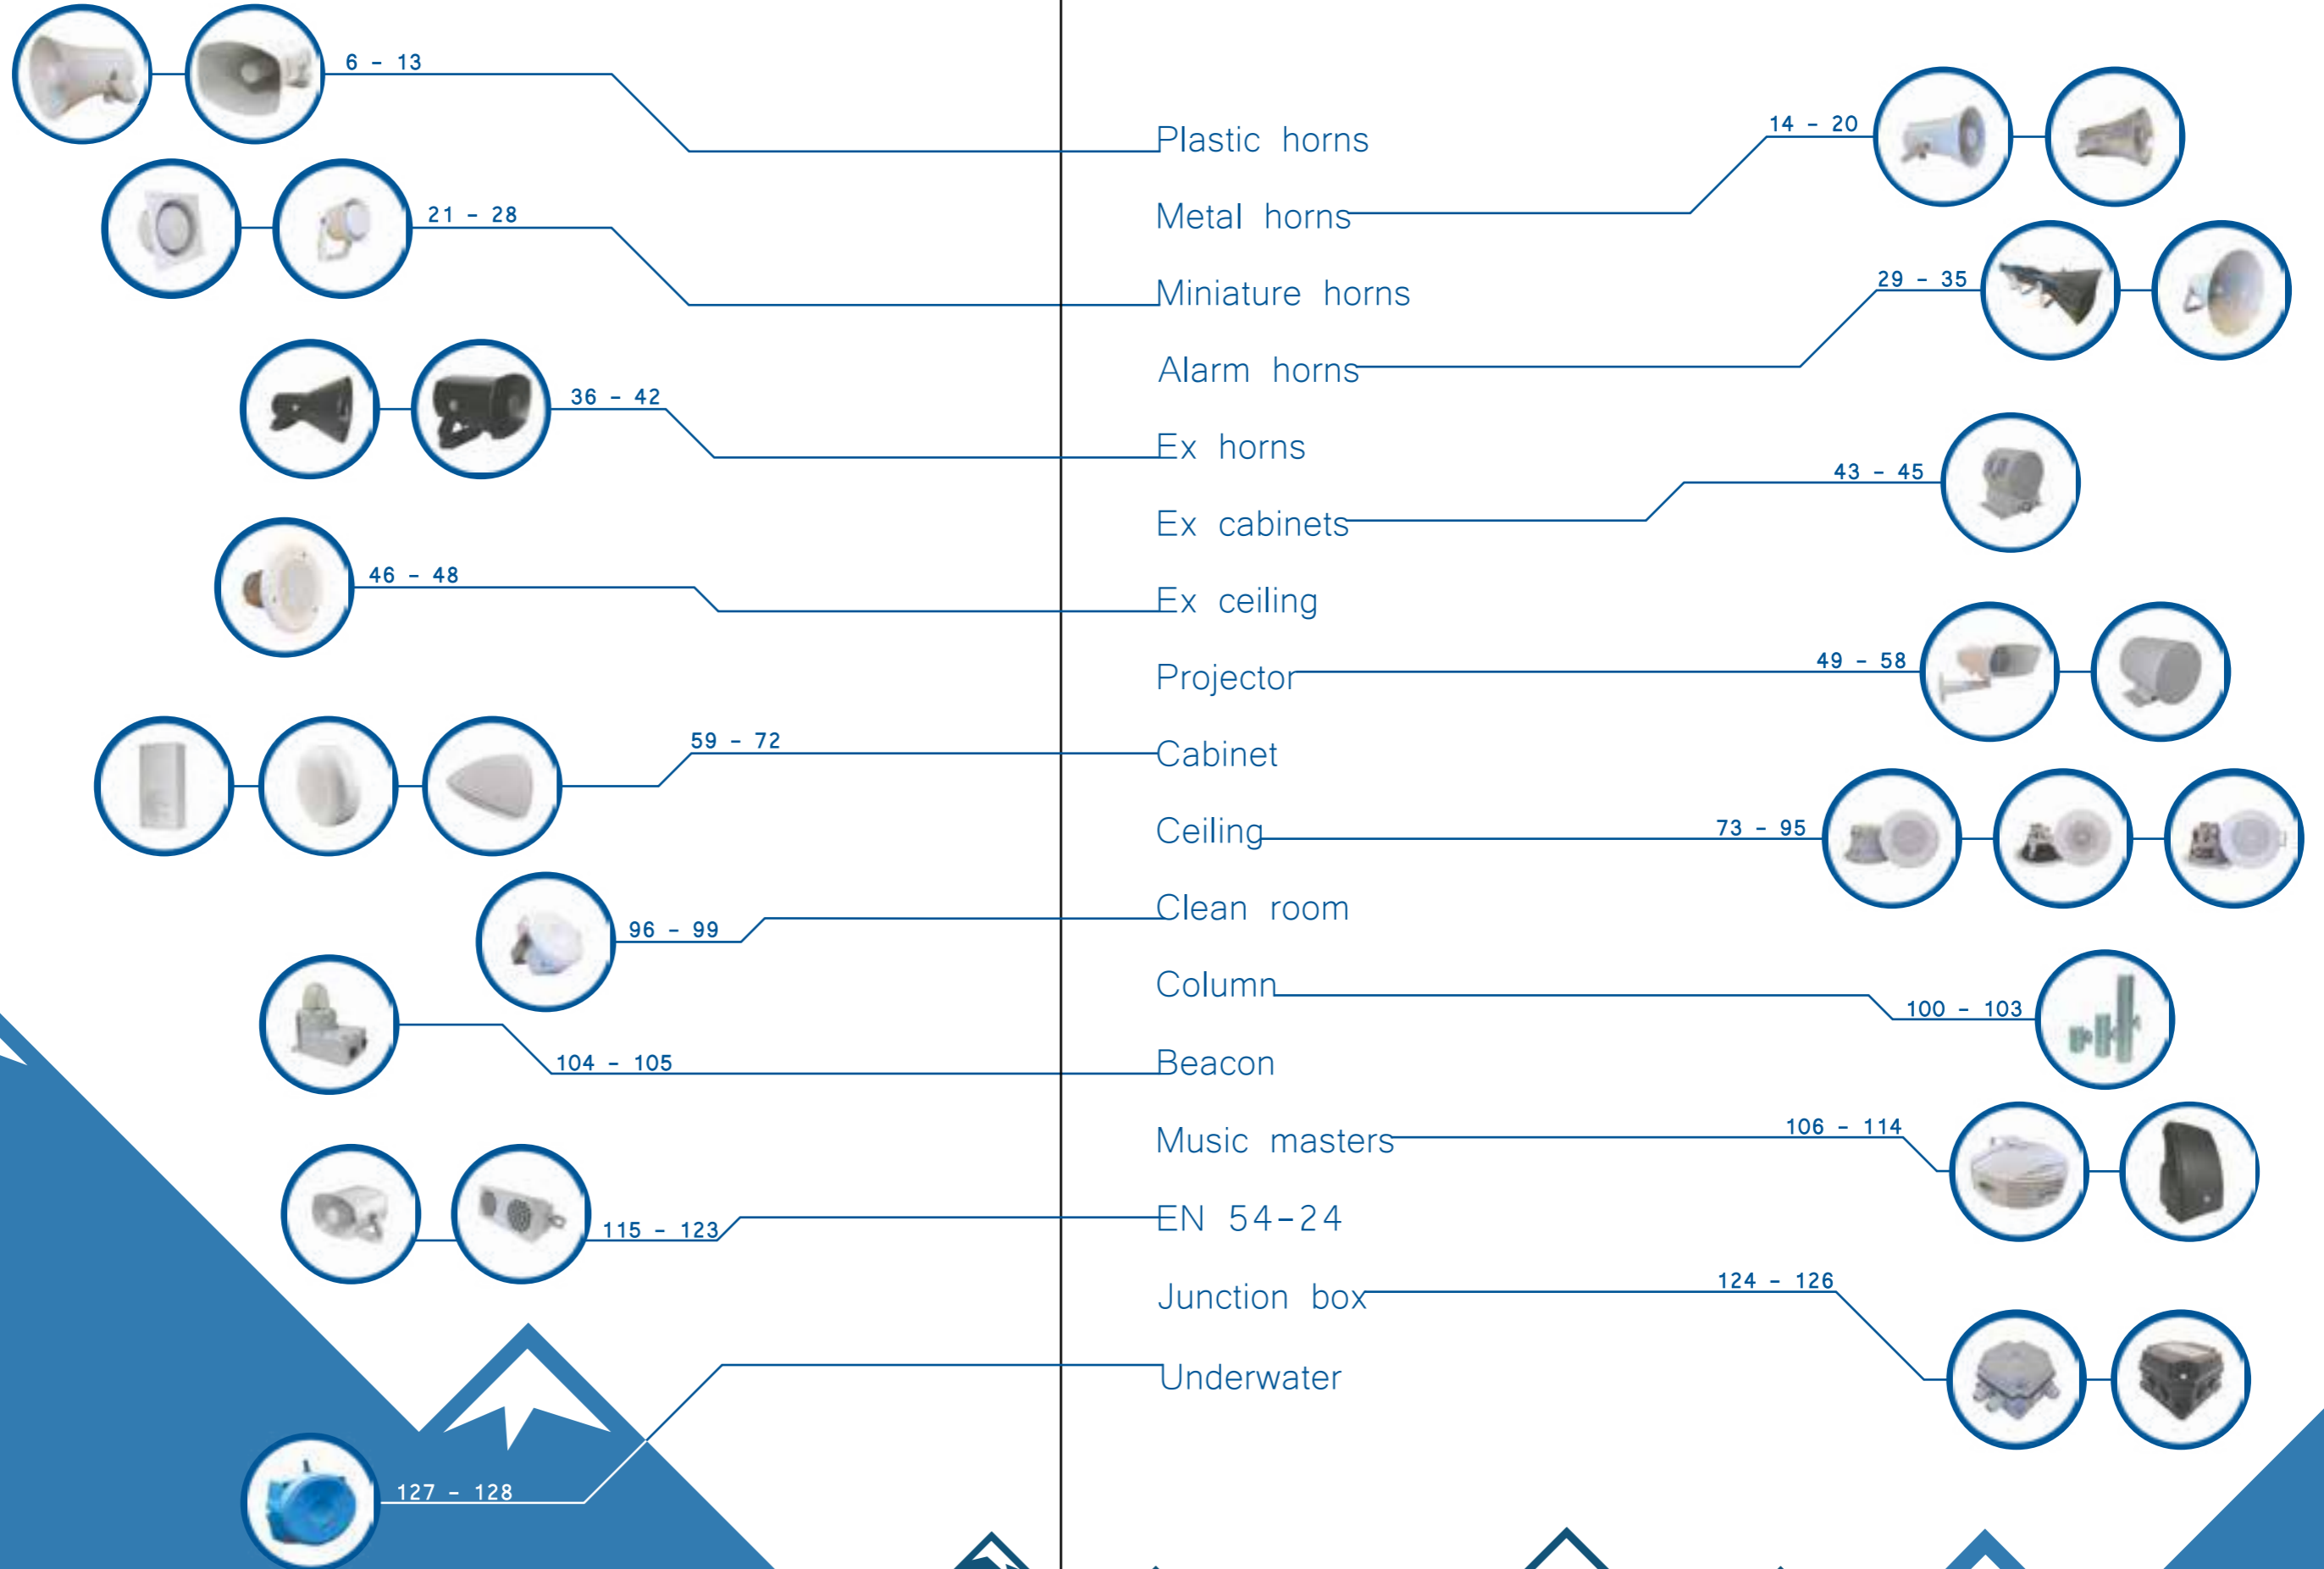 6 - 13
Plastic horns
14 - 20
Metal horns
21 - 28
Miniature horns
29 - 35
Alarm horns
36 - 42
Ex horns
43 - 45
Ex cabinets
46 - 48
Ex ceiling
49 - 58
Projector
59 - 72
Cabinet
73 - 95
Ceiling
96 - 99
Clean room
100 - 103
Column
104 - 105
Beacon
106 - 114
Music masters
115 - 123
EN 54-24
124 - 126
Junction box
127 - 128
Underwater